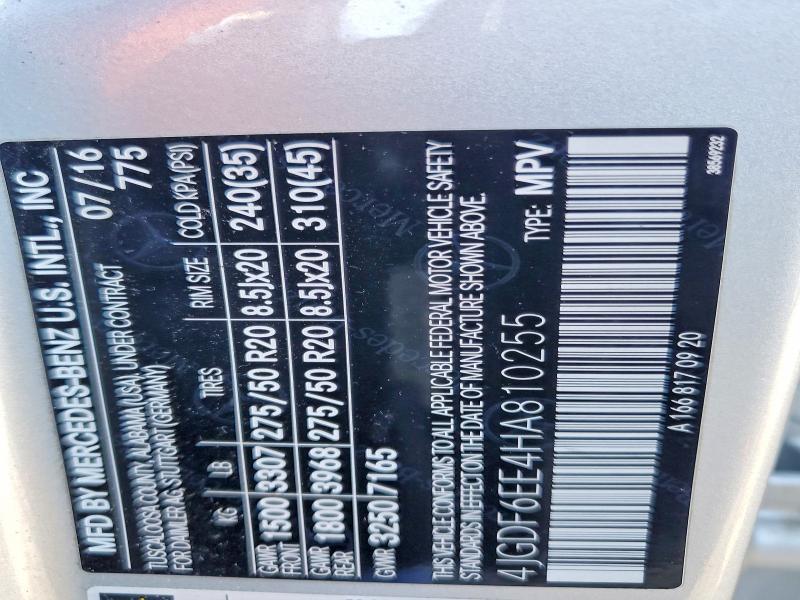 MFD BY MERCEDES-BENZ U.S. INTL., INC
TUSCALOOSA COUNTY, ALABAMA (USA) UNDER CONTRACT 07/16
FOR DAIMLER AG STUTTGART (GERMANY) 775
KG LB TIRES RIM SIZE COLD KPA(PSI)
GAWR FRONT 1500 3307 275/50 R20 8.5Jx20 240(35)
GAWR REAR 1800 3968 275/50 R20 8.5Jx20 310(45)
GVWR 3250 7165
THIS VEHICLE CONFORMS TO ALL APPLICABLE FEDERAL MOTOR VEHICLE SAFETY
STANDARDS IN EFFECT ON THE DATE OF MANUFACTURE SHOWN ABOVE.
4JGDF6EE4HA810255 TYPE: MPV
A 166 817 09 20 38569232